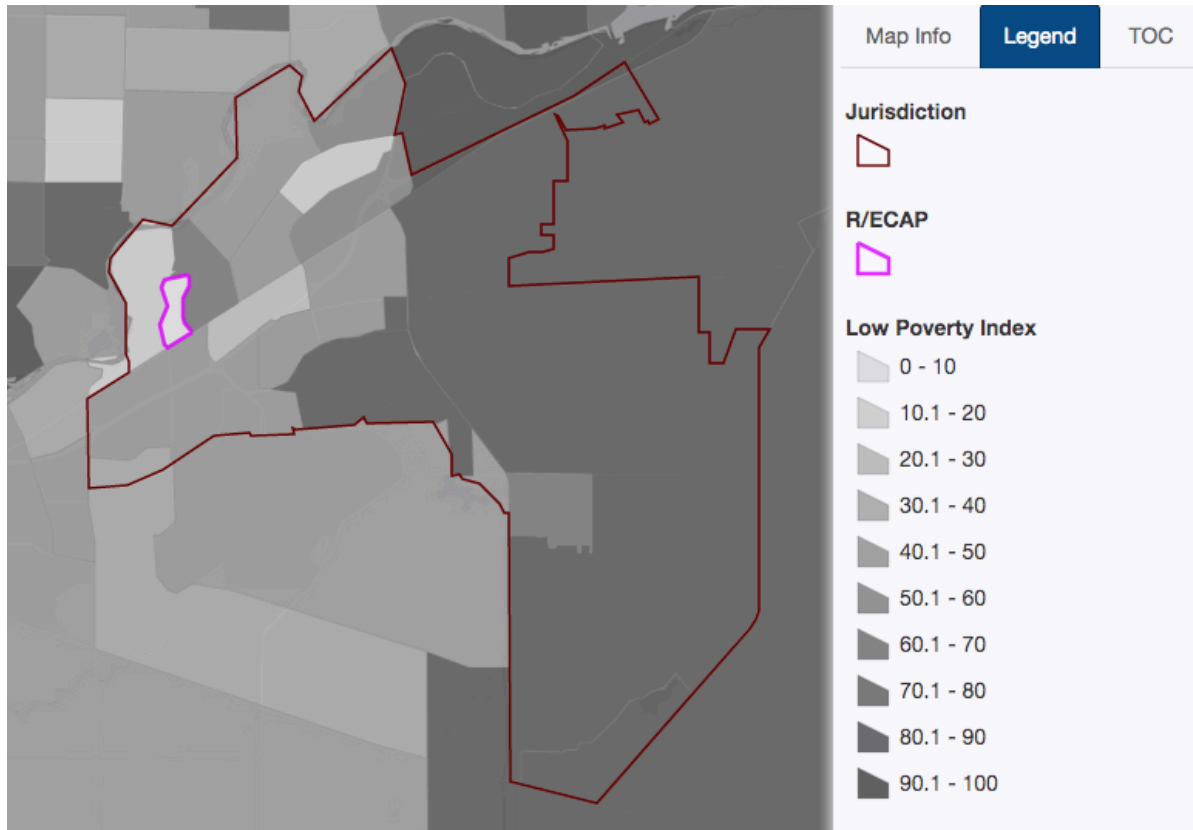 Map Info Legend TOC
Jurisdiction
R/ECAP
Low Poverty Index
0 - 10
10.1 - 20
20.1 - 30
30.1 - 40
40.1 - 50
50.1 - 60
60.1 - 70
70.1 - 80
80.1 - 90
90.1 - 100